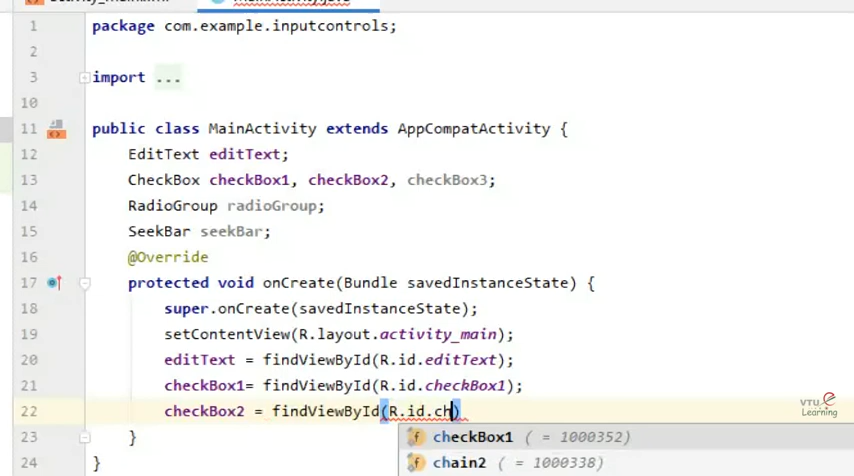 MainActivity.java
1 package com.example.inputcontrols;
2
3 import ...
10
11 public class MainActivity extends AppCompatActivity {
12 EditText editText;
13 CheckBox checkBox1, checkBox2, checkBox3;
14 RadioGroup radioGroup;
15 SeekBar seekBar;
16 @Override
17 protected void onCreate(Bundle savedInstanceState) {
18 super.onCreate(savedInstanceState);
19 setContentView(R.layout.activity_main);
20 editText = findViewById(R.id.editText);
21 checkBox1= findViewById(R.id.checkBox1);
22 checkBox2 = findViewById(R.id.ch)
23 }
f checkBox1 ( = 1000352)
24 }
f chain2 ( = 1000338)
VTU e
Learning